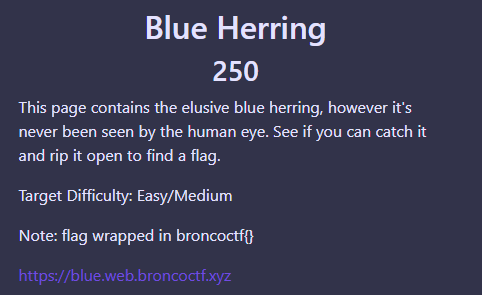 Blue Herring
250
This page contains the elusive blue herring, however it's
never been seen by the human eye. See if you can catch it
and rip it open to find a flag.
Target Difficulty: Easy/Medium
Note: flag wrapped in broncoctf{}
https://blue.web.broncoctf.xyz